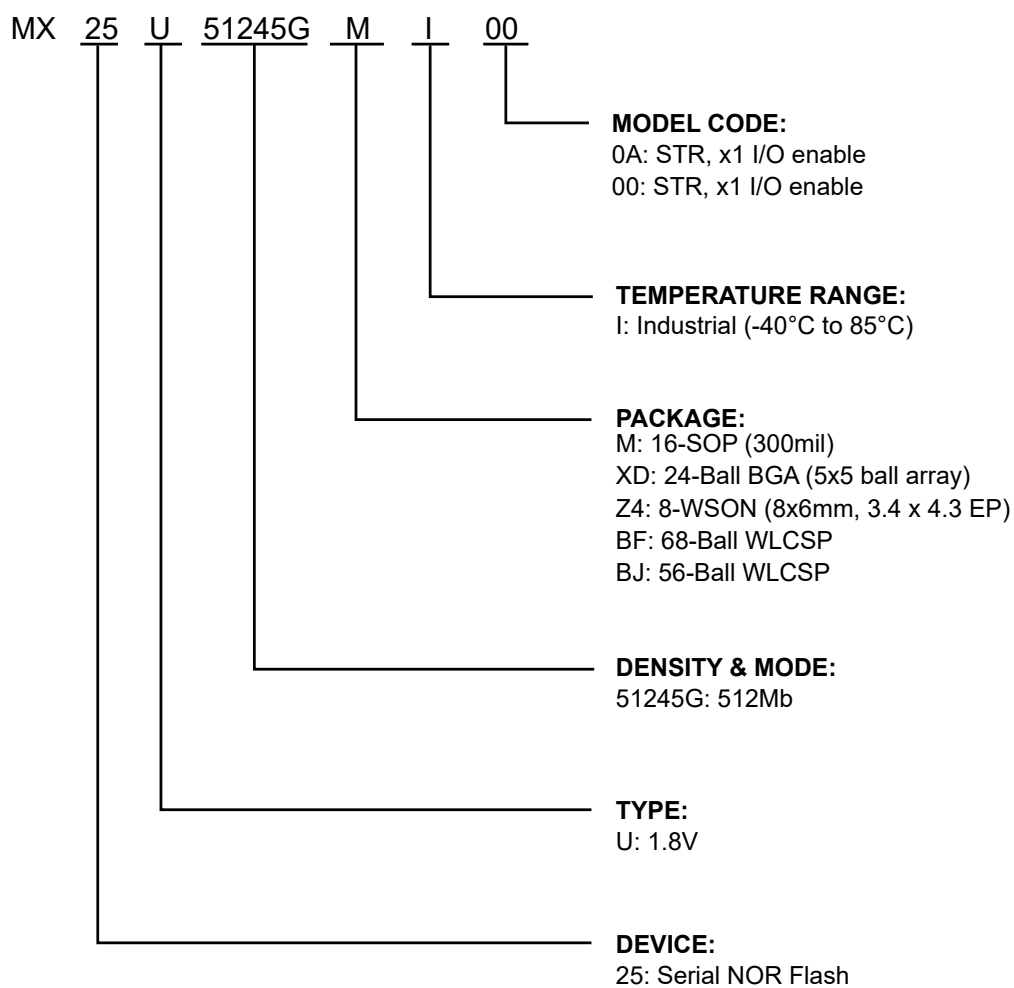 MX 25 U 51245G M I 00
MODEL CODE:
0A: STR, x1 I/O enable
00: STR, x1 I/O enable
TEMPERATURE RANGE:
I: Industrial (-40°C to 85°C)
PACKAGE:
M: 16-SOP (300mil)
XD: 24-Ball BGA (5x5 ball array)
Z4: 8-WSON (8x6mm, 3.4 x 4.3 EP)
BF: 68-Ball WLCSP
BJ: 56-Ball WLCSP
DENSITY & MODE:
51245G: 512Mb
TYPE:
U: 1.8V
DEVICE:
25: Serial NOR Flash